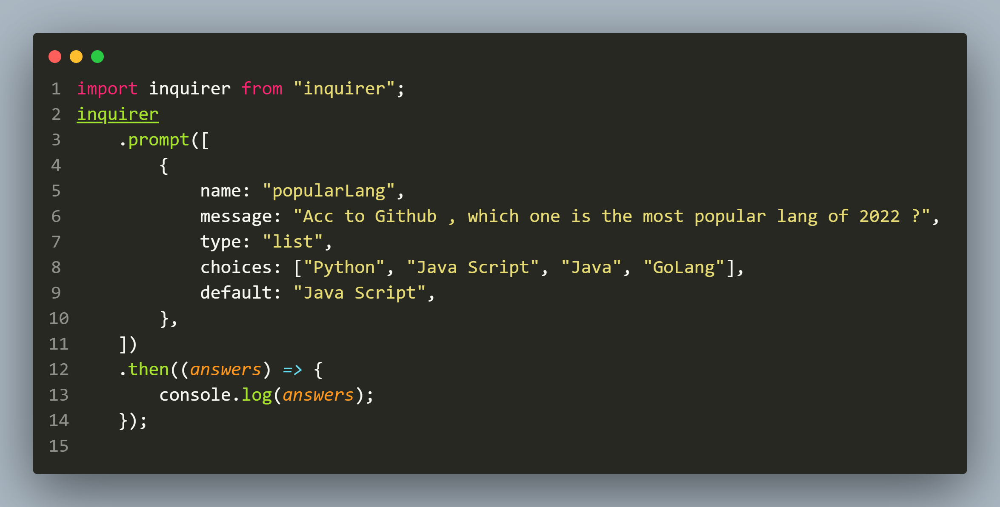 1 import inquirer from "inquirer";
2 inquirer
3     .prompt([
4         {
5             name: "popularLang",
6             message: "Acc to Github , which one is the most popular lang of 2022 ?",
7             type: "list",
8             choices: ["Python", "Java Script", "Java", "GoLang"],
9             default: "Java Script",
10         },
11     ])
12     .then((answers) => {
13         console.log(answers);
14     });
15